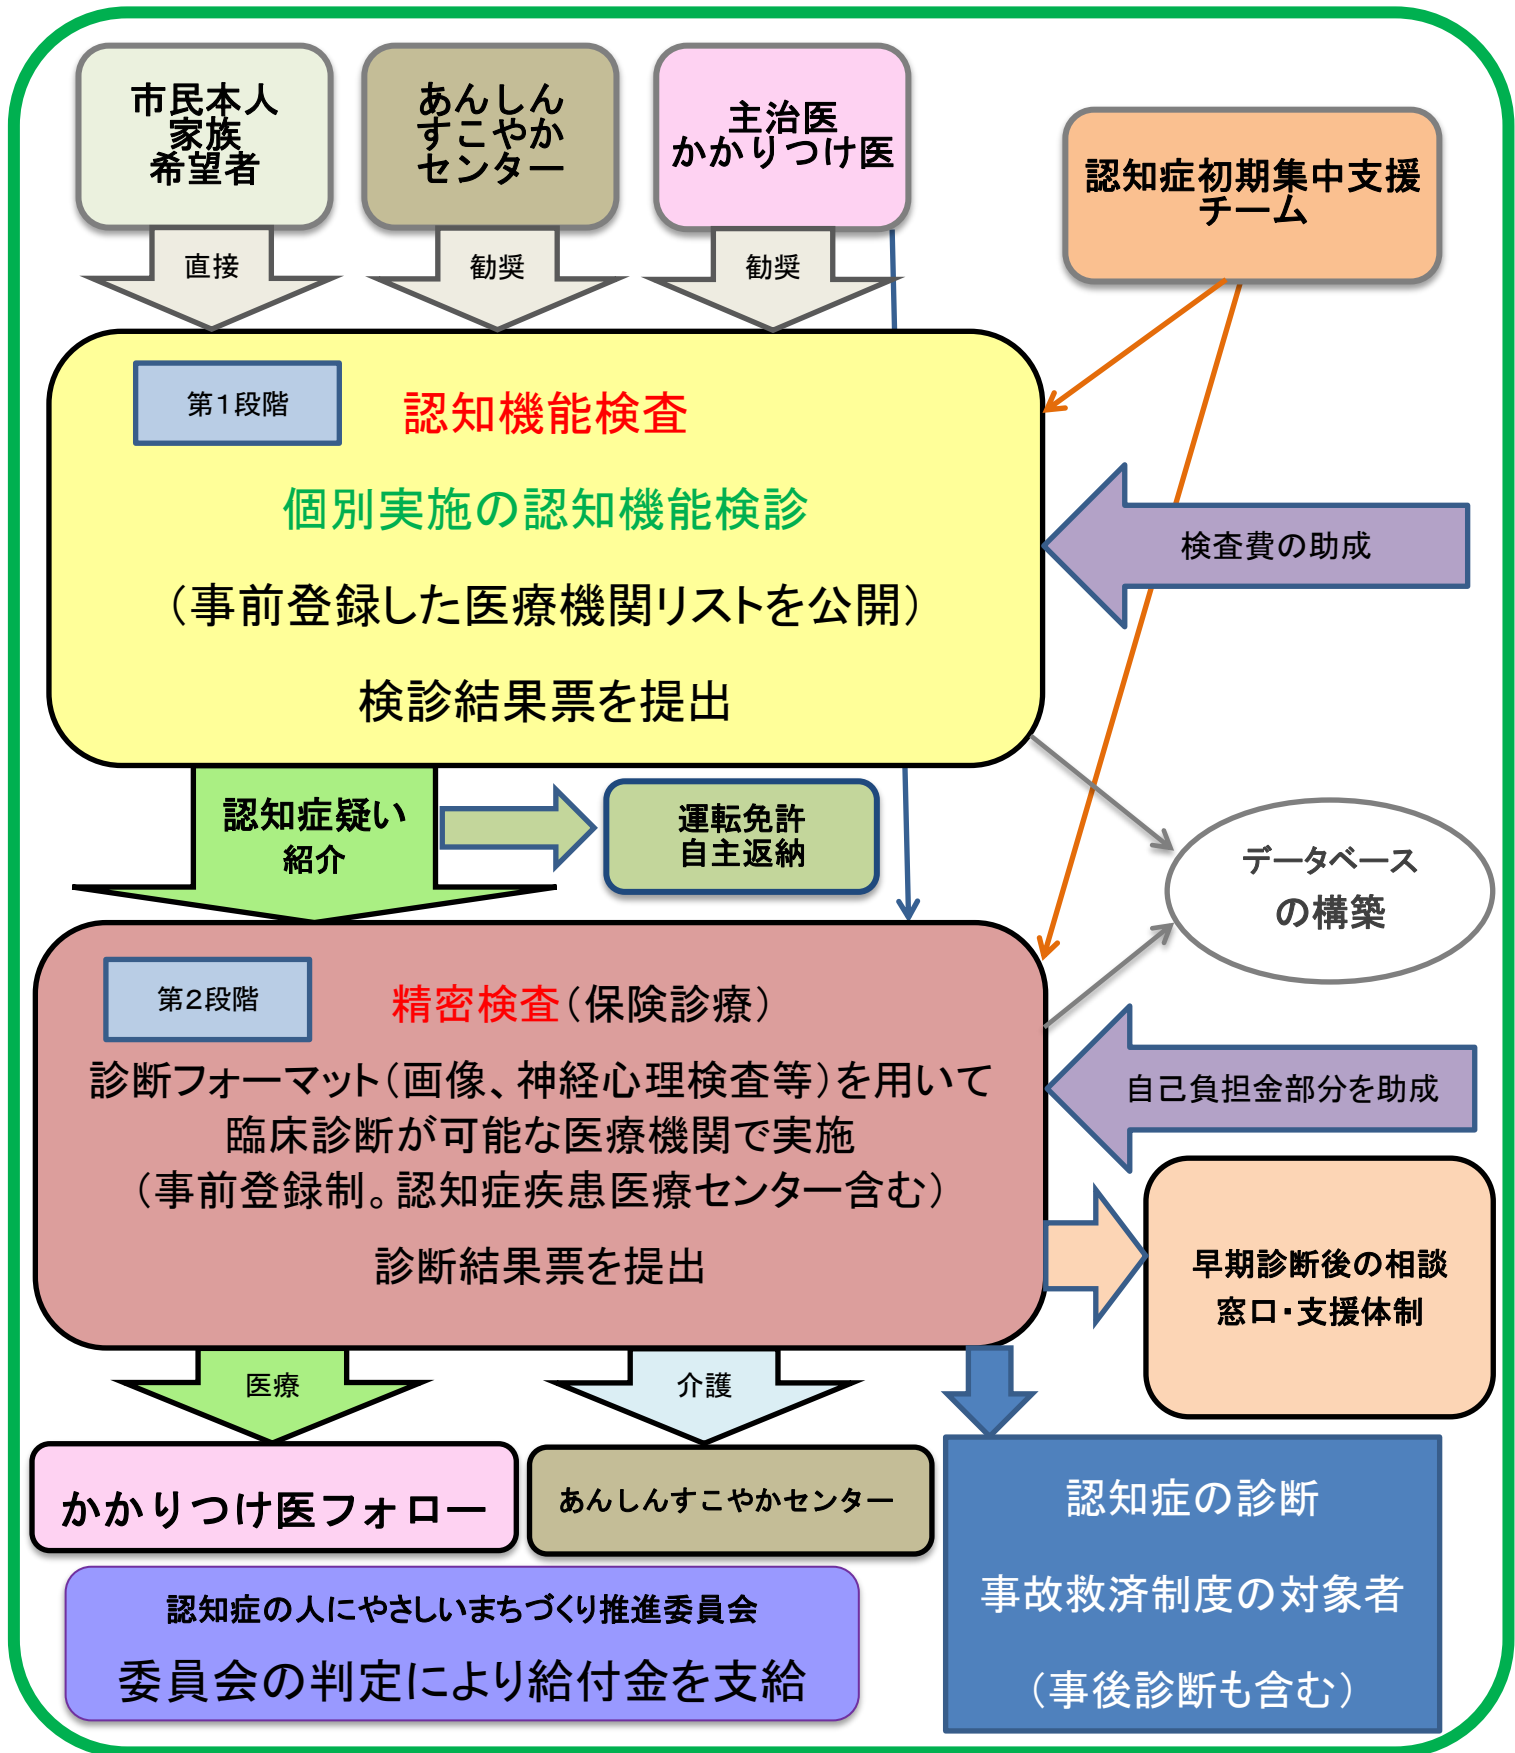 市民本人
家族
希望者
あんしん
すこやか
センター
主治医
かかりつけ医
認知症初期集中支援
チーム
直接
勧奨
勧奨
第1段階
認知機能検査
個別実施の認知機能検診
（事前登録した医療機関リストを公開）
検診結果票を提出
検査費の助成
認知症疑い
紹介
運転免許
自主返納
データベース
の構築
第2段階
精密検査（保険診療）
診断フォーマット（画像、神経心理検査等）を用いて
臨床診断が可能な医療機関で実施
（事前登録制。認知症疾患医療センター含む）
診断結果票を提出
自己負担金部分を助成
早期診断後の相談
窓口・支援体制
医療
介護
かかりつけ医フォロー
あんしんすこやかセンター
認知症の診断
事故救済制度の対象者
（事後診断も含む）
認知症の人にやさしいまちづくり推進委員会
委員会の判定により給付金を支給